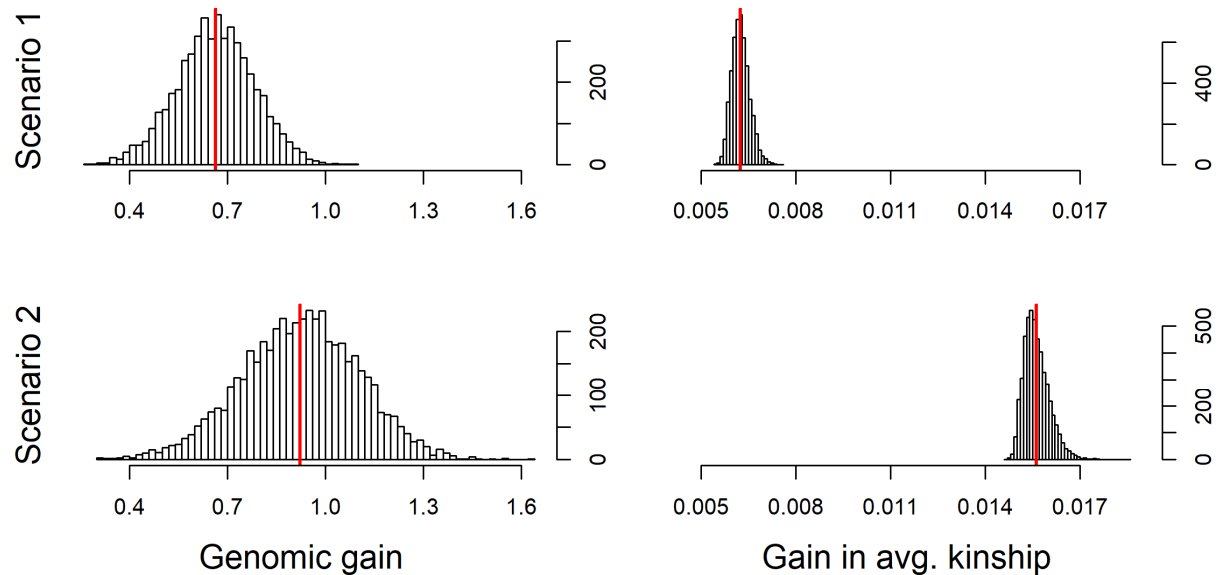 Scenario 1
0 200
0 400
0.4 0.7 1.0 1.3 1.6
0.005 0.008 0.011 0.014 0.017
Scenario 2
0 100 200
0 200 500
0.4 0.7 1.0 1.3 1.6
0.005 0.008 0.011 0.014 0.017
Genomic gain
Gain in avg. kinship